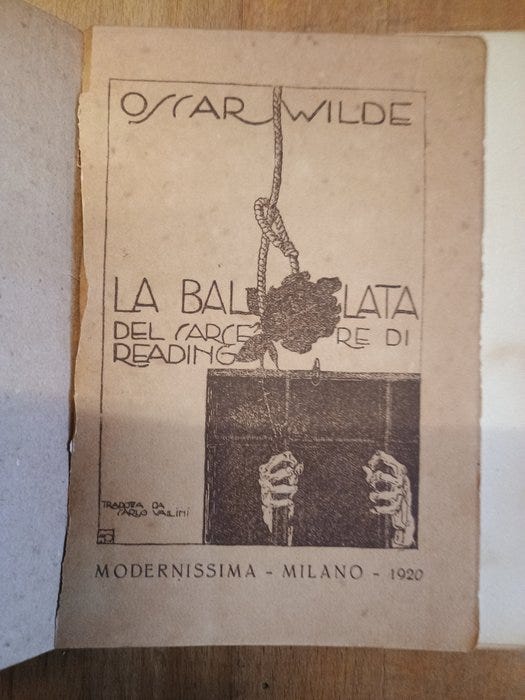 OSCAR WILDE
LA BALLATA
DEL CARCERE DI
READING
TRADOTTA DA
CARLO VALLINI
MODERNISSIMA - MILANO - 1920